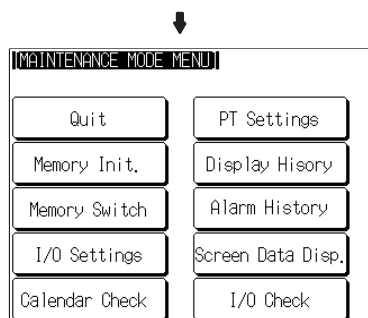 [MAINTENANCE MODE MENU]
Quit
PT Settings
Memory Init.
Display Hisory
Memory Switch
Alarm History
I/O Settings
Screen Data Disp.
Calendar Check
I/O Check